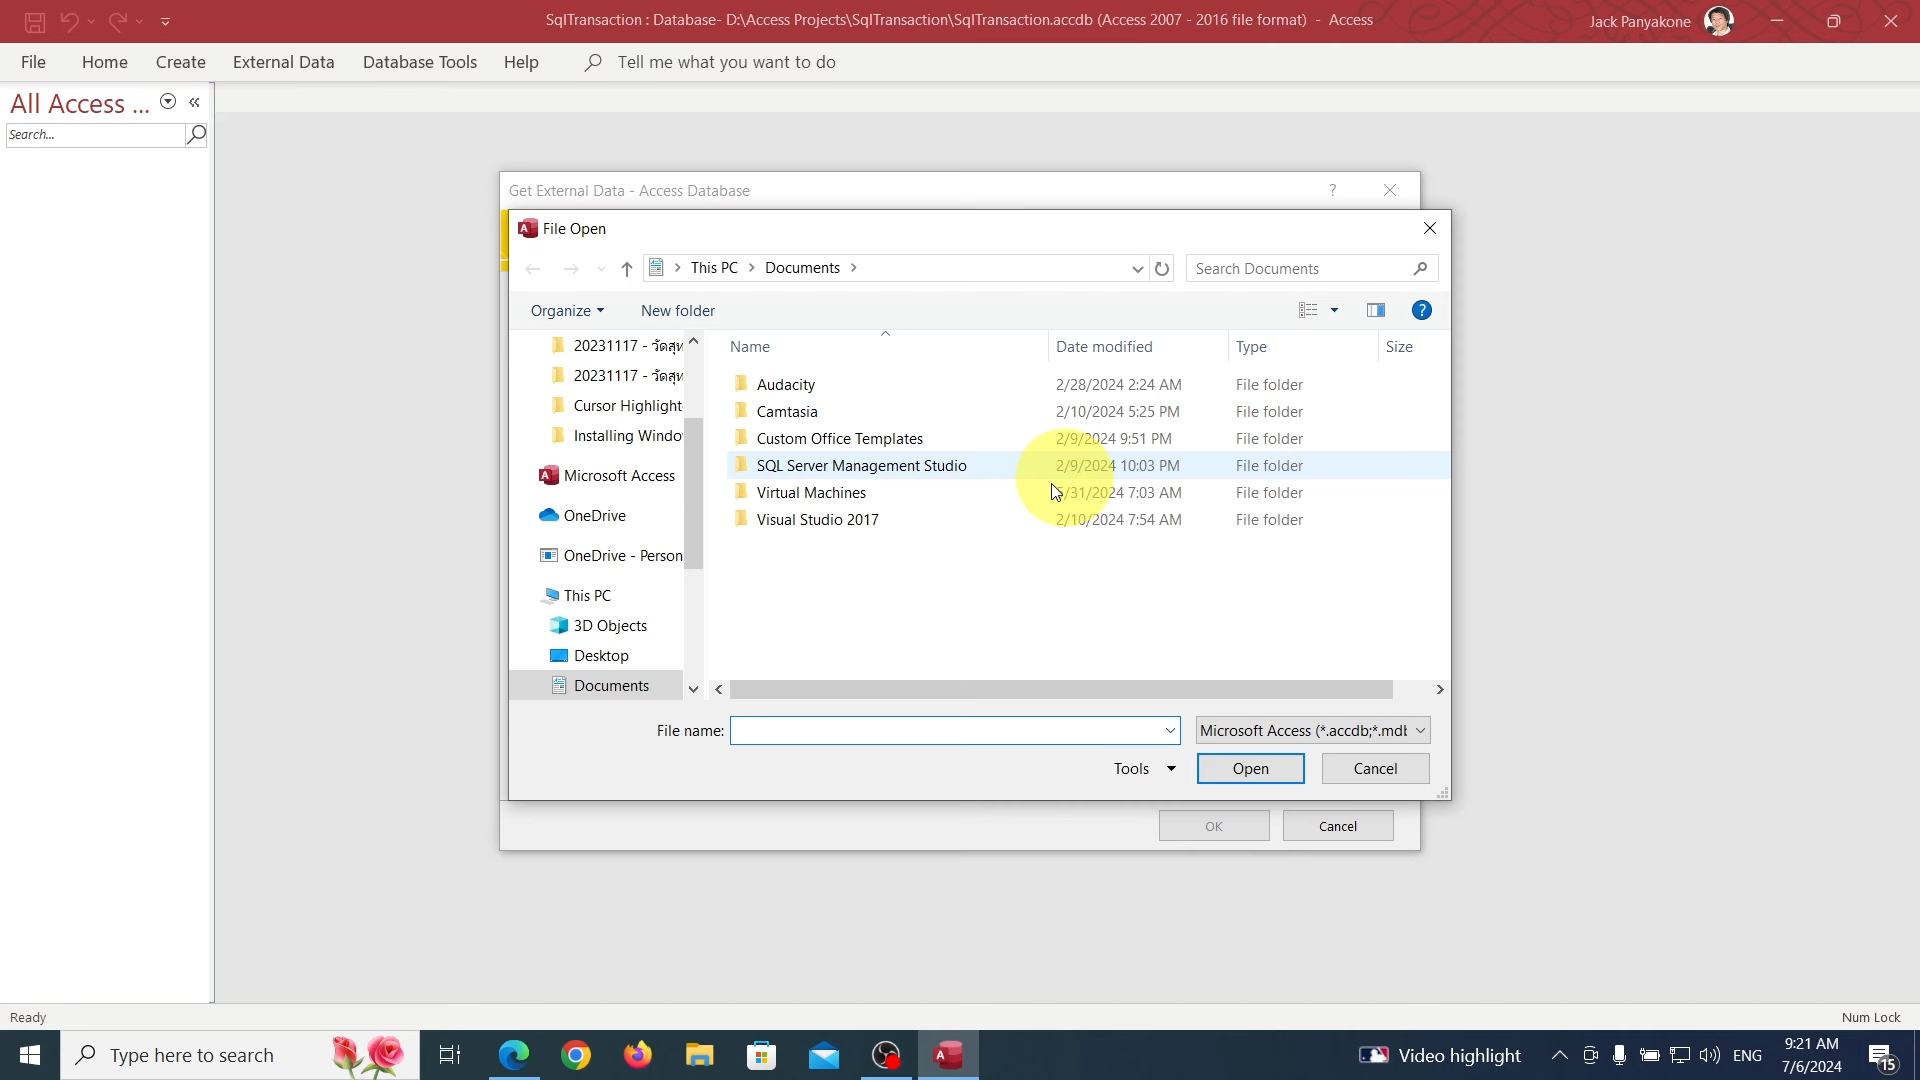 SqlTransaction : Database- D:\Access Projects\SqlTransaction\SqlTransaction.accdb (Access 2007 - 2016 file format) - Access
Jack Panyakone
File Home Create External Data Database Tools Help Tell me what you want to do
All Access ...
Search...
Get External Data - Access Database
?
File Open
This PC > Documents >
Search Documents
Organize
New folder
20231117 - วัดสุท
20231117 - วัดสุท
Cursor Highlight
Installing Windo
Microsoft Access
OneDrive
OneDrive - Person
This PC
3D Objects
Desktop
Documents
Name Date modified Type Size
Audacity 2/28/2024 2:24 AM File folder
Camtasia 2/10/2024 5:25 PM File folder
Custom Office Templates 2/9/2024 9:51 PM File folder
SQL Server Management Studio 2/9/2024 10:03 PM File folder
Virtual Machines /31/2024 7:03 AM File folder
Visual Studio 2017 2/10/2024 7:54 AM File folder
File name:
Microsoft Access (*.accdb;*.mdb
Tools
Open
Cancel
OK
Cancel
Ready
Num Lock
Type here to search
Video highlight
ENG
9:21 AM
7/6/2024
15